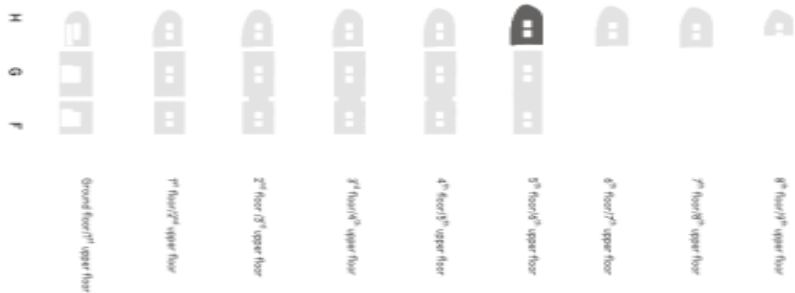 H
G
F
Ground floor/1st upper floor
1st floor/2nd upper floor
2nd floor /3rd upper floor
3rd floor/4th upper floor
4th floor/5th upper floor
5th floor/6th upper floor
6th floor/7th upper floor
7th floor/8th upper floor
8th floor/9th upper floor